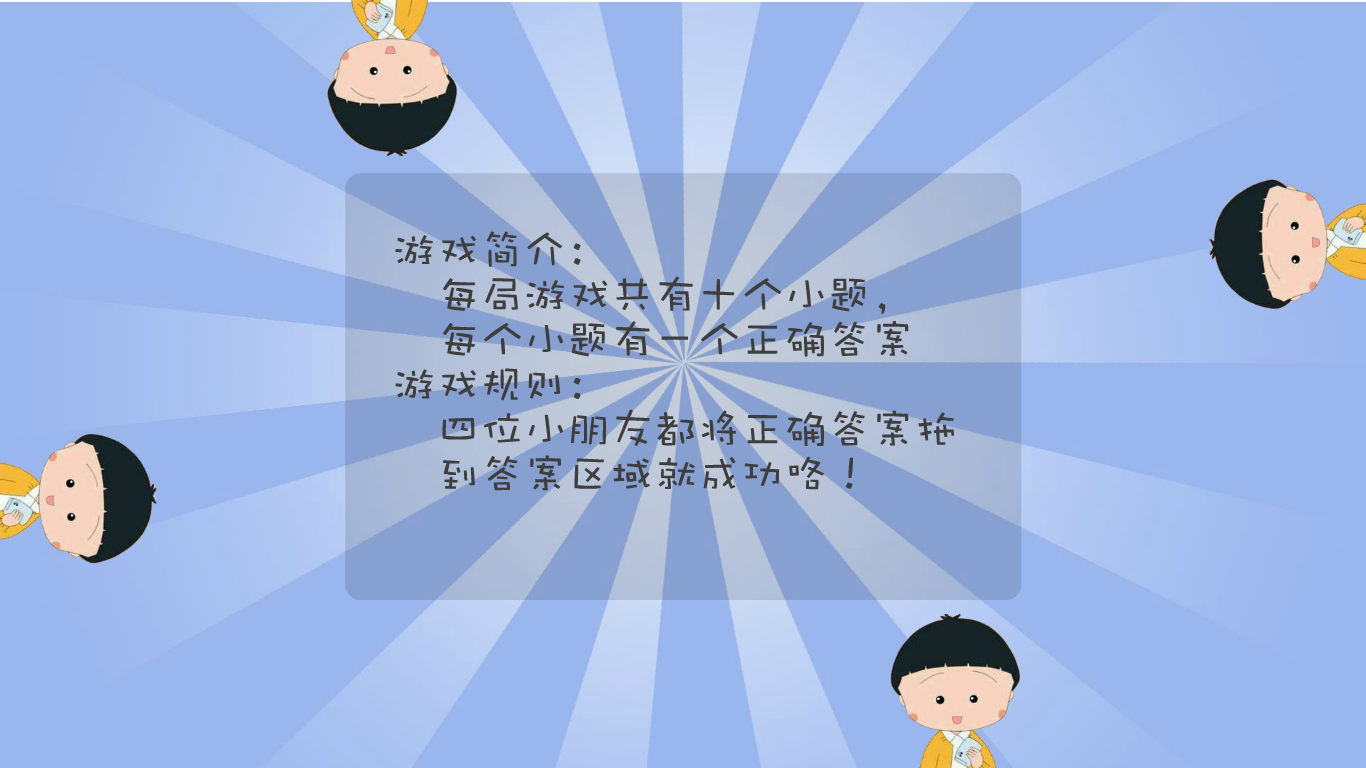 游戏简介：
每局游戏共有十个小题，
每个小题有一个正确答案
游戏规则：
四位小朋友都将正确答案拖
到答案区域就成功咯！